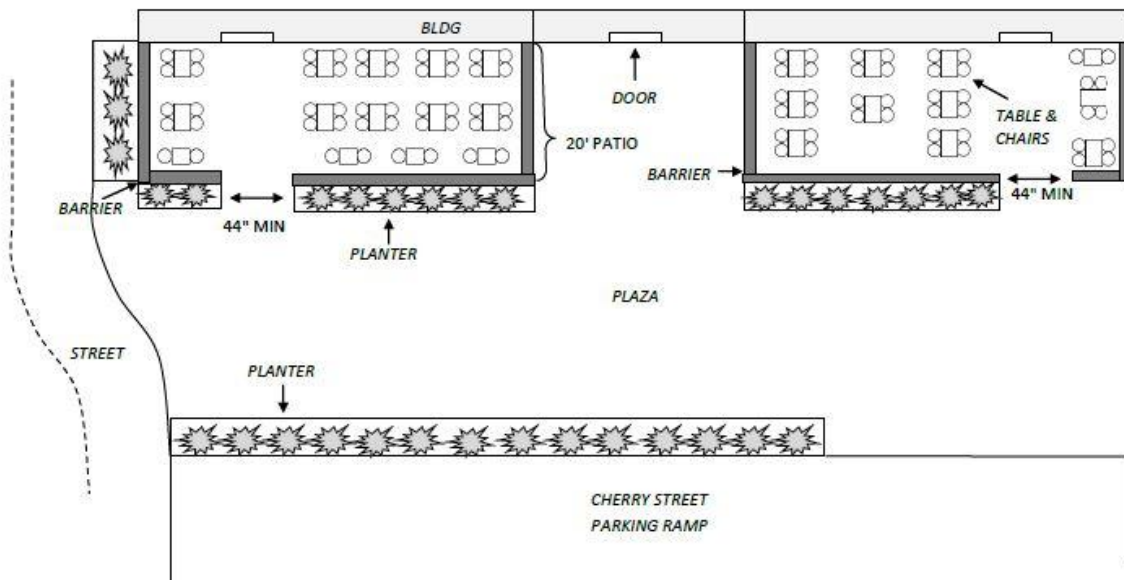 BLDG
DOOR
TABLE &
CHAIRS
20' PATIO
BARRIER
BARRIER
44" MIN
44" MIN
PLANTER
PLAZA
STREET
PLANTER
CHERRY STREET
PARKING RAMP